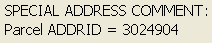 SPECIAL ADDRESS COMMENT:
Parcel ADDRID = 3024904